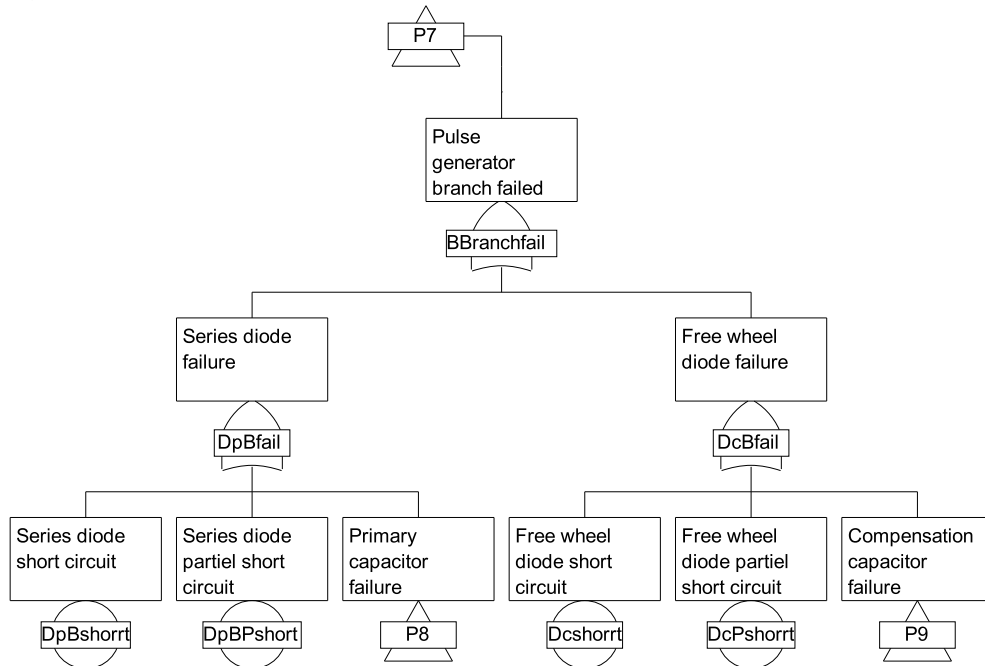 P7
Pulse
generator
branch failed
BBranchfail
Series diode
failure
Free wheel
diode failure
DpBfail
DcBfail
Series diode
short circuit
Series diode
partiel short
circuit
Primary
capacitor
failure
Free wheel
diode short
circuit
Free wheel
diode partiel
short circuit
Compensation
capacitor
failure
DpBshorrt
DpBPshort
P8
Dcshorrt
DcPshorrt
P9